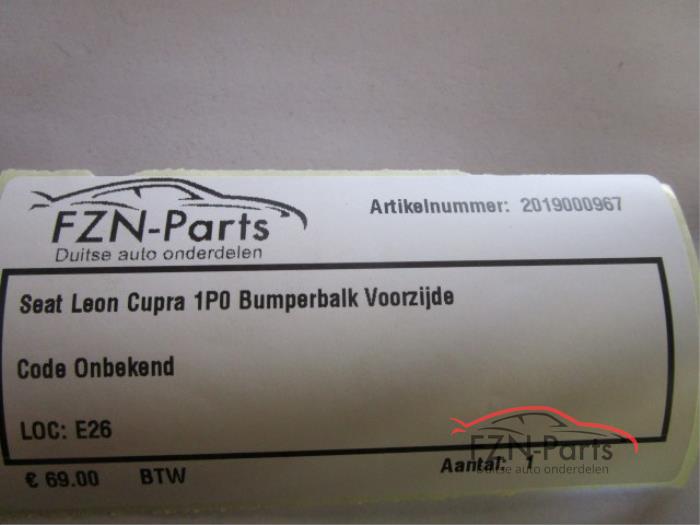 FZN-Parts
Duitse auto onderdelen
Artikelnummer: 2019000967
Seat Leon Cupra 1P0 Bumperbalk Voorzijde
Code Onbekend
LOC: E26
€ 69.00 BTW
Aantal: 1
FZN-Parts
Duitse auto onderdelen